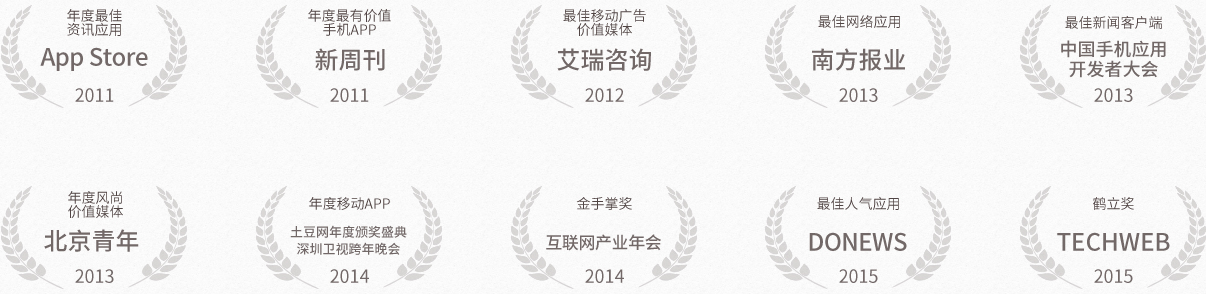 年度最佳
资讯应用
App Store
2011
年度最有价值
手机APP
新周刊
2011
最佳移动广告
价值媒体
艾瑞咨询
2012
最佳网络应用
南方报业
2013
最佳新闻客户端
中国手机应用
开发者大会
2013
年度风尚
价值媒体
北京青年
2013
年度移动APP
土豆网年度颁奖盛典
深圳卫视跨年晚会
2014
金手掌奖
互联网产业年会
2014
最佳人气应用
DONEWS
2015
鹤立奖
TECHWEB
2015